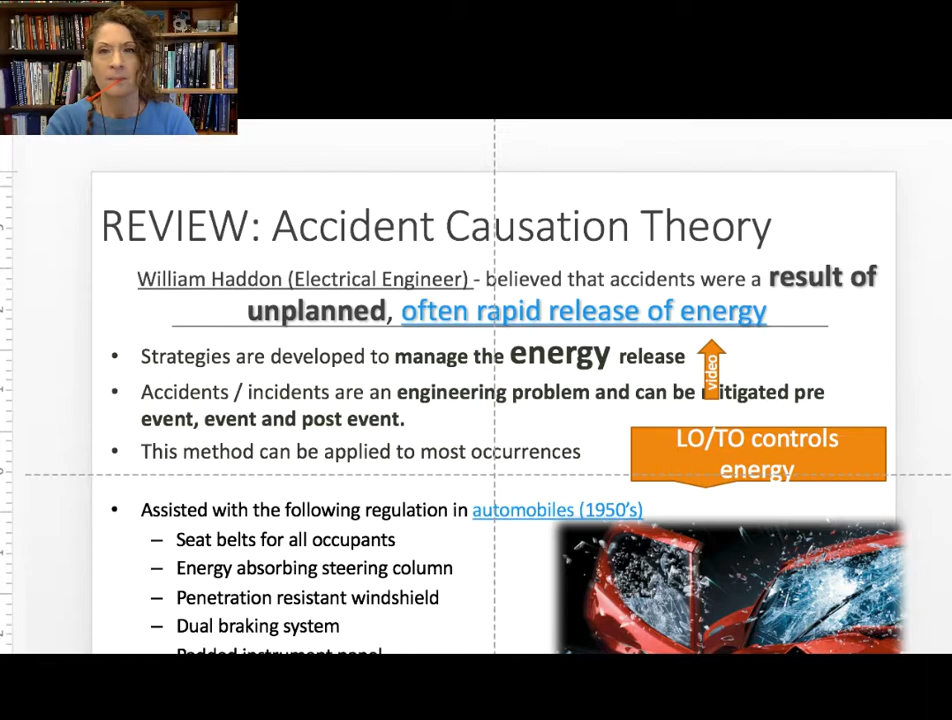 REVIEW: Accident Causation Theory
William Haddon (Electrical Engineer) - believed that accidents were a result of
unplanned, often rapid release of energy
• Strategies are developed to manage the energy release
video
• Accidents / incidents are an engineering problem and can be mitigated pre
event, event and post event.
• This method can be applied to most occurrences
LO/TO controls
energy
• Assisted with the following regulation in automobiles (1950's)
– Seat belts for all occupants
– Energy absorbing steering column
– Penetration resistant windshield
– Dual braking system
– Padded instrument panel